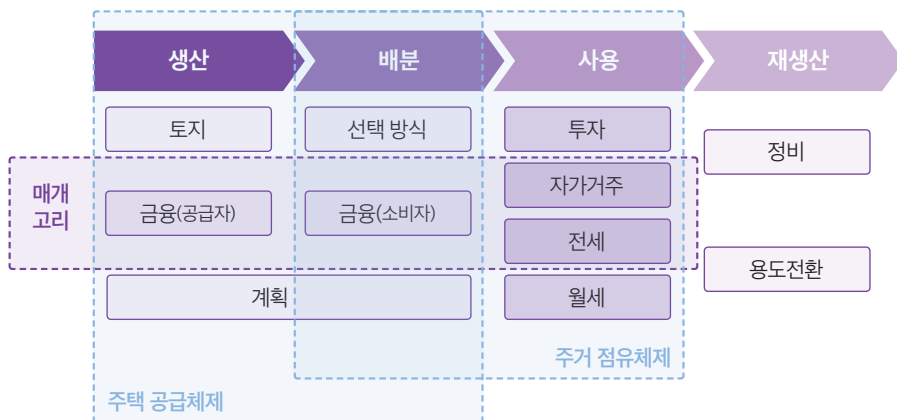 생산
배분
사용
재생산
토지
선택 방식
투자
정비
매개
고리
금융(공급자)
금융(소비자)
자가거주
전세
용도전환
계획
월세
주거 점유체제
주택 공급체제